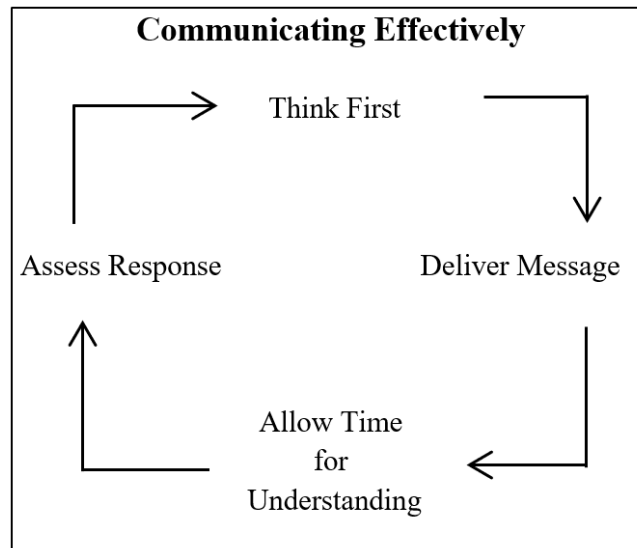 Communicating Effectively
Think First
Deliver Message
Allow Time
for
Understanding
Assess Response